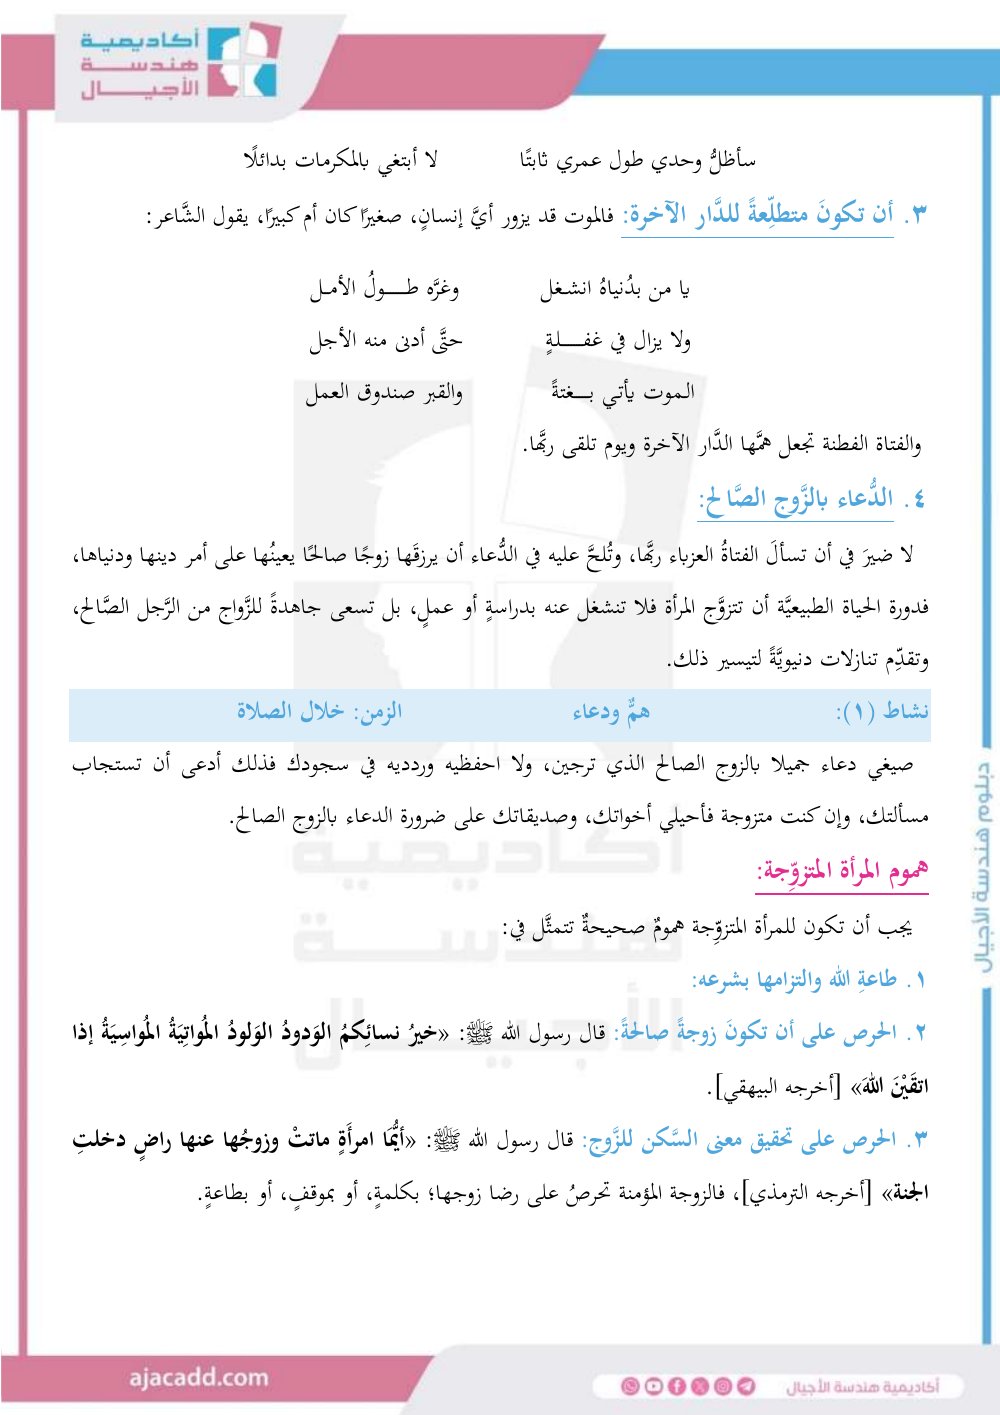 أكاديمية
هندسة
الأجيال
سأظلُّ وحدي طول عمري ثابتًا لا أبتغي بالمكرمات بدائلًا
٣. أن تكونَ متطلِّعةً للدَّار الآخرة: فالموت قد يزور أيَّ إنسانٍ، صغيرًا كان أم كبيرًا، يقول الشَّاعر:
يا من بدُنياهُ انشغل وغرَّه طـــولُ الأمـل
ولا يزال في غفـــلةٍ حتَّى أدنى منه الأجل
الـموت يأتـي بـــغتةً والقبر صندوق العمل
والفتاة الفطنة تجعل همَّها الدَّار الآخرة ويوم تلقى ربَّها.
٤. الدُّعاء بالزَّوج الصَّالح:
لا ضيرَ في أن تسألَ الفتاةُ العزباء ربَّها، وتُلحَّ عليه في الدُّعاء أن يرزقَها زوجًا صالحًا يعينُها على أمر دينها ودنياها،
فدورة الحياة الطبيعيَّة أن تتزوَّج المرأة فلا تنشغل عنه بدراسةٍ أو عملٍ، بل تسعى جاهدةً للزَّواج من الرَّجل الصَّالح،
وتقدِّم تنازلات دنيويَّةً لتيسير ذلك.
نشاط (١): همٌّ ودعاء الزمن: خلال الصلاة
صيغي دعاء جميلا بالزوج الصالح الذي ترجين، ولا احفظيه وردديه في سجودك فذلك أدعى أن تستجاب
مسألتك، وإن كنت متزوجة فأحيلي أخواتك، وصديقاتك على ضرورة الدعاء بالزوج الصالح.
هموم المرأة المتزوِّجة:
يجب أن تكون للمرأة المتزوِّجة همومٌ صحيحةٌ تتمثَّل في:
١. طاعةِ الله والتزامها بشرعه:
٢. الحرص على أن تكونَ زوجةً صالحةً: قال رسول الله ﷺ: «خيرُ نسائِكمُ الوَدودُ الوَلودُ المُواتِيَةُ المُواسِيَةُ إذا
اتقَيْنَ اللهَ» [أخرجه البيهقي].
٣. الحرص على تحقيق معنى السَّكن للزَّوج: قال رسول الله ﷺ: «أيُّمَا امرأَةٍ ماتتْ وزوجُها عنها راضٍ دخلتِ
الجنة» [أخرجه الترمذي]، فالزوجة المؤمنة تحرصُ على رضا زوجها؛ بكلمةٍ، أو بموقفٍ، أو بطاعةٍ.
دبلوم هندسة الأجيال
أكاديمية
هندسة
الأجيال
أكاديمية هندسة الأجيال
ajacadd.com